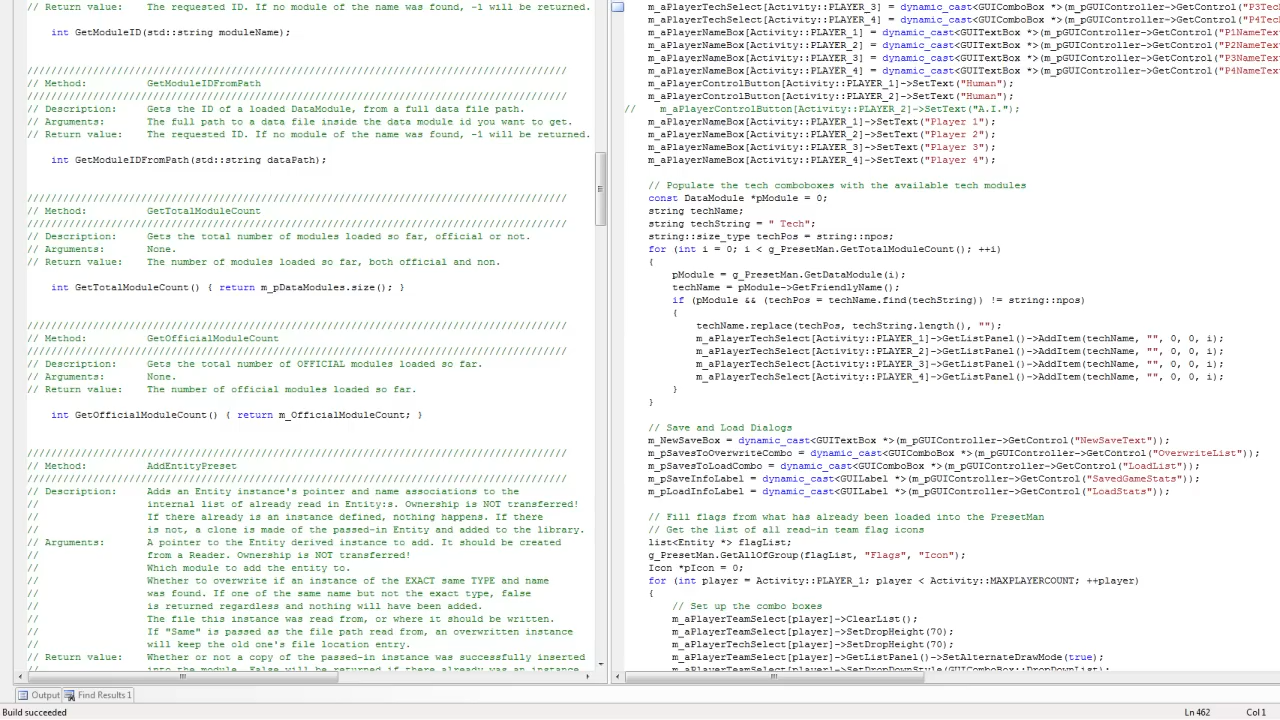 // Return value:    The requested ID. If no module of the name was found, -1 will be returned.
    int GetModuleID(std::string moduleName);
//////////////////////////////////////////////////////////////////////////////////////////
// Method:          GetModuleIDFromPath
//////////////////////////////////////////////////////////////////////////////////////////
// Description:     Gets the ID of a loaded DataModule, from a full data file path.
// Arguments:       The full path to a data file inside the data module id you want to get.
// Return value:    The requested ID. If no module of the name was found, -1 will be returned.
    int GetModuleIDFromPath(std::string dataPath);
//////////////////////////////////////////////////////////////////////////////////////////
// Method:          GetTotalModuleCount
//////////////////////////////////////////////////////////////////////////////////////////
// Description:     Gets the total number of modules loaded so far, official or not.
// Arguments:       None.
// Return value:    The number of modules loaded so far, both official and non.
    int GetTotalModuleCount() { return m_pDataModules.size(); }
//////////////////////////////////////////////////////////////////////////////////////////
// Method:          GetOfficialModuleCount
//////////////////////////////////////////////////////////////////////////////////////////
// Description:     Gets the total number of OFFICIAL modules loaded so far.
// Arguments:       None.
// Return value:    The number of official modules loaded so far.
    int GetOfficialModuleCount() { return m_OfficialModuleCount; }
//////////////////////////////////////////////////////////////////////////////////////////
// Method:          AddEntityPreset
//////////////////////////////////////////////////////////////////////////////////////////
// Description:     Adds an Entity instance's pointer and name associations to the
//                  internal list of already read in Entity:s. Ownership is NOT transferred!
//                  If there already is an instance defined, nothing happens. If there
//                  is not, a clone is made of the passed-in Entity and added to the library.
// Arguments:       A pointer to the Entity derived instance to add. It should be created
//                  from a Reader. Ownership is NOT transferred!
//                  Which module to add the entity to.
//                  Whether to overwrite if an instance of the EXACT same TYPE and name
//                  was found. If one of the same name but not the exact type, false
//                  is returned regardless and nothing will have been added.
//                  The file this instance was read from, or where it should be written.
//                  If "Same" is passed as the file path read from, an overwritten instance
//                  will keep the old one's file location entry.
// Return value:    Whether or not a copy of the passed-in instance was successfully inserted
//                  into the module. False will be returned if there already was an instance
m_aPlayerTechSelect[Activity::PLAYER_3] = dynamic_cast<GUIComboBox *>(m_pGUIController->GetControl("P3Tech
m_aPlayerTechSelect[Activity::PLAYER_4] = dynamic_cast<GUIComboBox *>(m_pGUIController->GetControl("P4Tech
m_aPlayerNameBox[Activity::PLAYER_1] = dynamic_cast<GUITextBox *>(m_pGUIController->GetControl("P1NameText
m_aPlayerNameBox[Activity::PLAYER_2] = dynamic_cast<GUITextBox *>(m_pGUIController->GetControl("P2NameText
m_aPlayerNameBox[Activity::PLAYER_3] = dynamic_cast<GUITextBox *>(m_pGUIController->GetControl("P3NameText
m_aPlayerNameBox[Activity::PLAYER_4] = dynamic_cast<GUITextBox *>(m_pGUIController->GetControl("P4NameText
m_aPlayerControlButton[Activity::PLAYER_1]->SetText("Human");
m_aPlayerControlButton[Activity::PLAYER_2]->SetText("Human");
//    m_aPlayerControlButton[Activity::PLAYER_2]->SetText("A.I.");
m_aPlayerNameBox[Activity::PLAYER_1]->SetText("Player 1");
m_aPlayerNameBox[Activity::PLAYER_2]->SetText("Player 2");
m_aPlayerNameBox[Activity::PLAYER_3]->SetText("Player 3");
m_aPlayerNameBox[Activity::PLAYER_4]->SetText("Player 4");
// Populate the tech comboboxes with the available tech modules
const DataModule *pModule = 0;
string techName;
string techString = " Tech";
string::size_type techPos = string::npos;
for (int i = 0; i < g_PresetMan.GetTotalModuleCount(); ++i)
{
    pModule = g_PresetMan.GetDataModule(i);
    techName = pModule->GetFriendlyName();
    if (pModule && (techPos = techName.find(techString)) != string::npos)
    {
        techName.replace(techPos, techString.length(), "");
        m_aPlayerTechSelect[Activity::PLAYER_1]->GetListPanel()->AddItem(techName, "", 0, 0, i);
        m_aPlayerTechSelect[Activity::PLAYER_2]->GetListPanel()->AddItem(techName, "", 0, 0, i);
        m_aPlayerTechSelect[Activity::PLAYER_3]->GetListPanel()->AddItem(techName, "", 0, 0, i);
        m_aPlayerTechSelect[Activity::PLAYER_4]->GetListPanel()->AddItem(techName, "", 0, 0, i);
    }
}
// Save and Load Dialogs
m_NewSaveBox = dynamic_cast<GUITextBox *>(m_pGUIController->GetControl("NewSaveText"));
m_pSavesToOverwriteCombo = dynamic_cast<GUIComboBox *>(m_pGUIController->GetControl("OverwriteList"));
m_pSavesToLoadCombo = dynamic_cast<GUIComboBox *>(m_pGUIController->GetControl("LoadList"));
m_pSaveInfoLabel = dynamic_cast<GUILabel *>(m_pGUIController->GetControl("SavedGameStats"));
m_pLoadInfoLabel = dynamic_cast<GUILabel *>(m_pGUIController->GetControl("LoadStats"));
// Fill flags from what has already been loaded into the PresetMan
// Get the list of all read-in team flag icons
list<Entity *> flagList;
g_PresetMan.GetAllOfGroup(flagList, "Flags", "Icon");
Icon *pIcon = 0;
for (int player = Activity::PLAYER_1; player < Activity::MAXPLAYERCOUNT; ++player)
{
    // Set up the combo boxes
    m_aPlayerTeamSelect[player]->ClearList();
    m_aPlayerTeamSelect[player]->SetDropHeight(70);
    m_aPlayerTechSelect[player]->SetDropHeight(70);
    m_aPlayerTeamSelect[player]->GetListPanel()->SetAlternateDrawMode(true);
    m_aPlayerTeamSelect[player]->SetDropDownStyle(GUIComboBox::DropDownList);
Output
Find Results 1
Build succeeded
Ln 462
Col 1